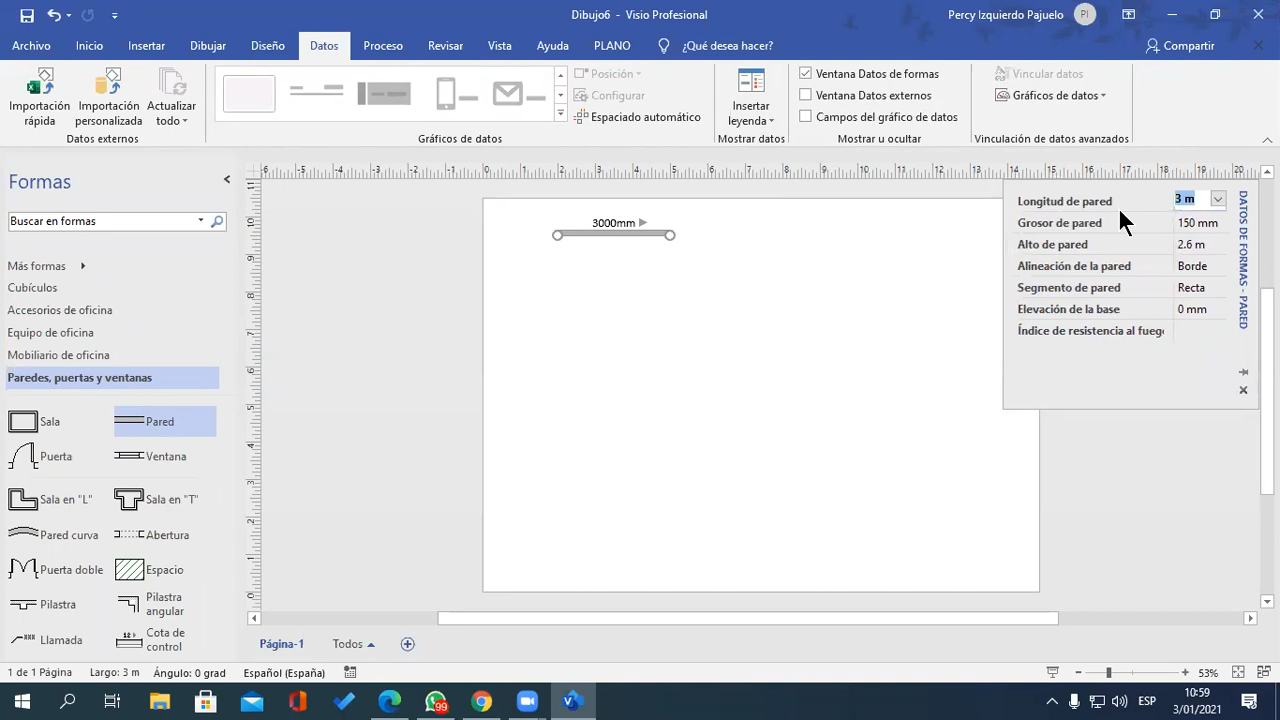 Dibujo6 - Visio Profesional
Percy Izquierdo Pajuelo
PI
Archivo
Inicio
Insertar
Dibujar
Diseño
Datos
Proceso
Revisar
Vista
Ayuda
PLANO
¿Qué desea hacer?
Compartir
Importación rápida
Importación personalizada
Actualizar todo
Datos externos
Posición
Configurar
Espaciado automático
Gráficos de datos
Insertar leyenda
Mostrar datos
Ventana Datos de formas
Ventana Datos externos
Campos del gráfico de datos
Mostrar u ocultar
Vincular datos
Gráficos de datos
Vinculación de datos avanzados
Formas
Buscar en formas
Más formas
Cubículos
Accesorios de oficina
Equipo de oficina
Mobiliario de oficina
Paredes, puertas y ventanas
Sala
Pared
Puerta
Ventana
Sala en "L"
Sala en "T"
Pared curva
Abertura
Puerta doble
Espacio
Pilastra
Pilastra angular
Llamada
Cota de control
3000mm
Longitud de pared 3 m
Grosor de pared 150 mm
Alto de pared 2.6 m
Alineación de la pared Borde
Segmento de pared Recta
Elevación de la base 0 mm
Índice de resistencia al fuego
DATOS DE FORMAS - PARED
Página-1
Todos
1 de 1 Página
Largo: 3 m
Ángulo: 0 grad
Español (España)
53%
99
ESP
10:59
3/01/2021